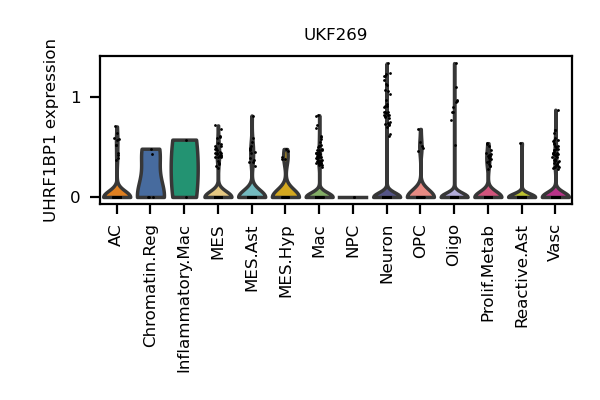 UKF269
UHRF1BP1 expression
1
0
AC
Chromatin.Reg
Inflammatory.Mac
MES
MES.Ast
MES.Hyp
Mac
NPC
Neuron
OPC
Oligo
Prolif.Metab
Reactive.Ast
Vasc